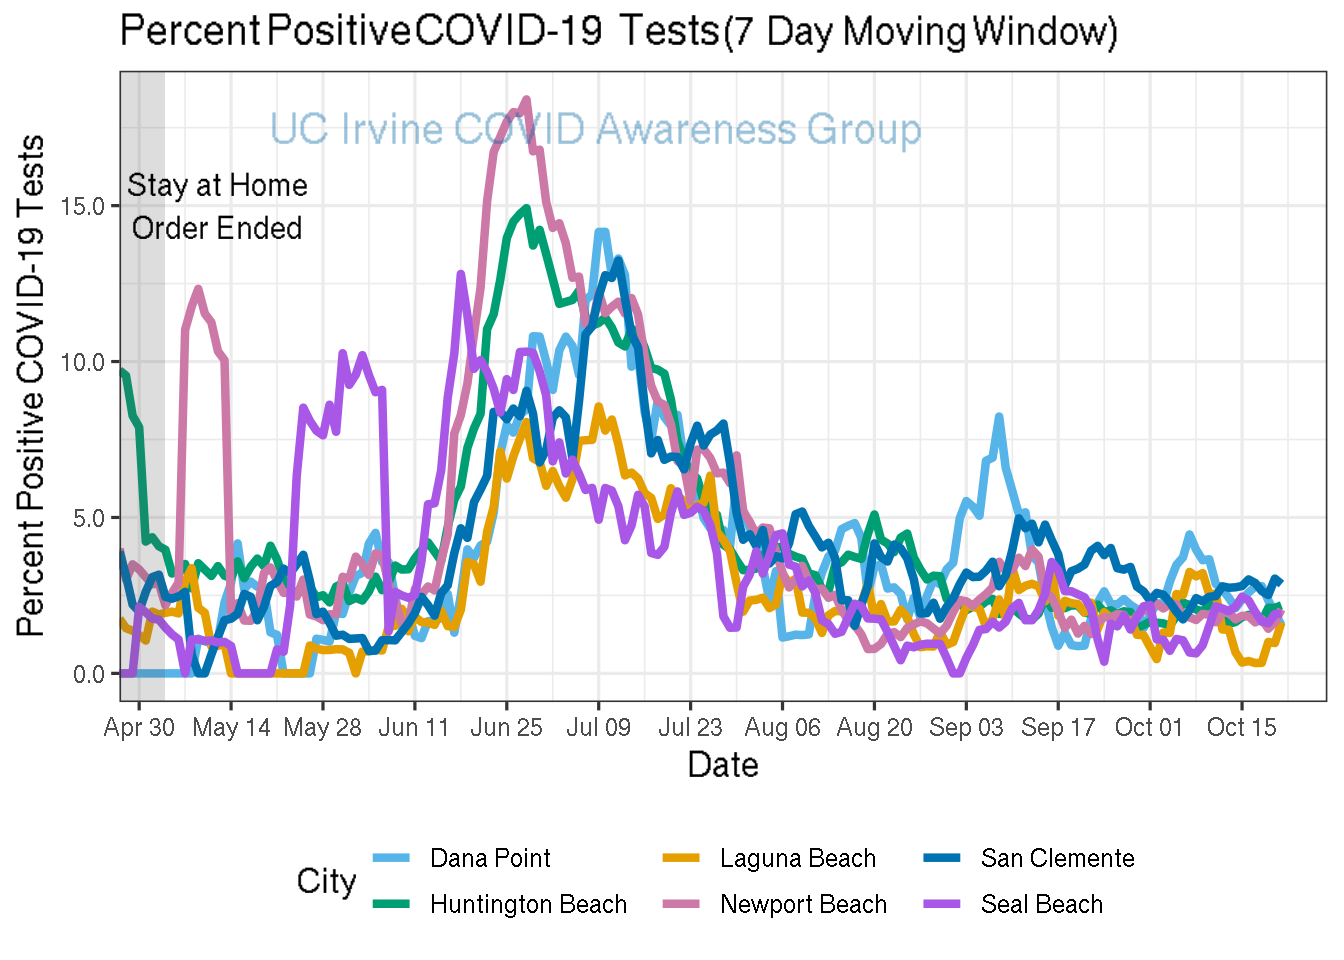 Percent Positive COVID-19 Tests (7 Day Moving Window)
UC Irvine COVID Awareness Group
Stay at Home
Order Ended
Percent Positive COVID-19 Tests
15.0
10.0
5.0
0.0
Apr 30 May 14 May 28 Jun 11 Jun 25 Jul 09 Jul 23 Aug 06 Aug 20 Sep 03 Sep 17 Oct 01 Oct 15
Date
City
Dana Point Laguna Beach San Clemente
Huntington Beach Newport Beach Seal Beach